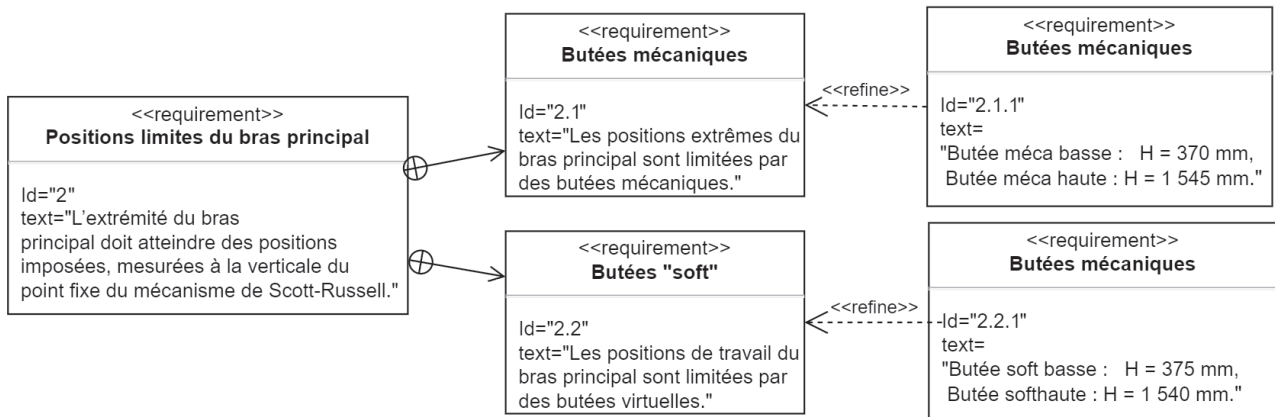 <<requirement>>
Positions limites du bras principal
Id="2"
text="L'extrémité du bras
principal doit atteindre des positions
imposées, mesurées à la verticale du
point fixe du mécanisme de Scott-Russell."
<<requirement>>
Butées mécaniques
Id="2.1"
text="Les positions extrêmes du
bras principal sont limitées par
des butées mécaniques."
<<refine>>
<<requirement>>
Butées mécaniques
Id="2.1.1"
text=
"Butée méca basse : H = 370 mm,
Butée méca haute : H = 1 545 mm."
<<requirement>>
Butées "soft"
Id="2.2"
text="Les positions de travail du
bras principal sont limitées par
des butées virtuelles."
<<refine>>
<<requirement>>
Butées mécaniques
Id="2.2.1"
text=
"Butée soft basse : H = 375 mm,
Butée softhaute : H = 1 540 mm."